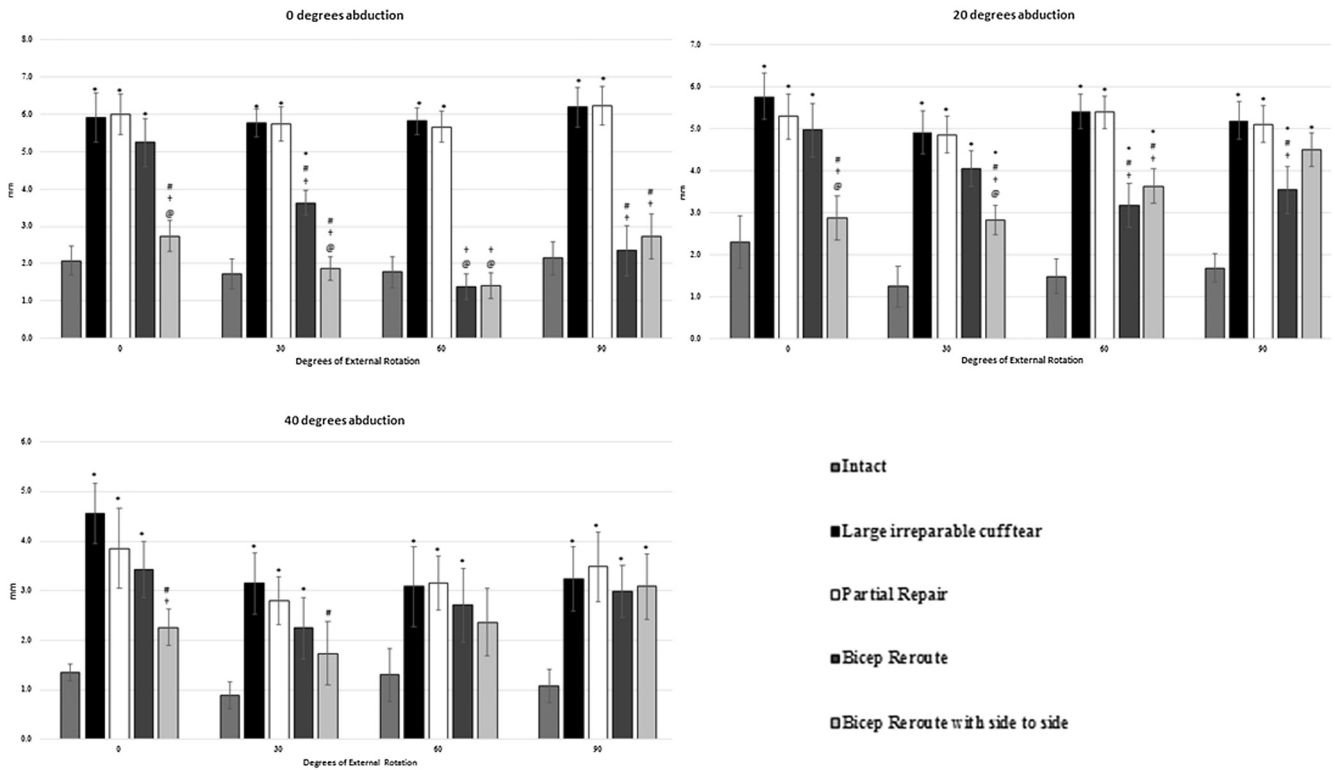 0 degrees abduction
8.0
7.0
6.0
5.0
4.0
3.0
2.0
1.0
0.0
mm
* * *
# † @
* *
* # †
# † @
* *
† @
† @
* *
# †
# †
0 30 60 90
Degrees of External Rotation
20 degrees abduction
7.0
6.0
5.0
4.0
3.0
2.0
1.0
0.0
mm
* * *
# † @
* * *
* # † @
* *
* # †
* # †
* *
* # †
*
0 30 60 90
Degrees of External Rotation
40 degrees abduction
6.0
5.0
4.0
3.0
2.0
1.0
0.0
mm
* * *
# †
* * *
#
* * *
* * * *
0 30 60 90
Degrees of External Rotation
Intact
Large irreparable cuff tear
Partial Repair
Bicep Reroute
Bicep Reroute with side to side